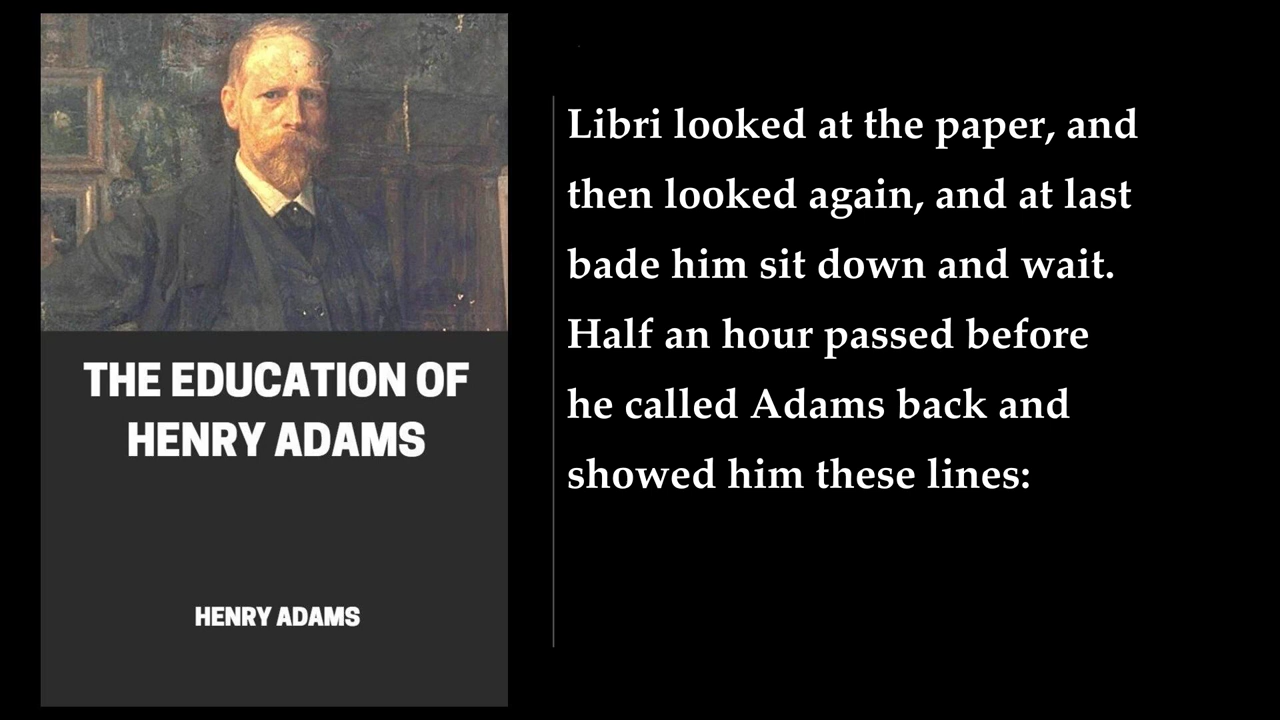 THE EDUCATION OF
HENRY ADAMS
HENRY ADAMS
Libri looked at the paper, and
then looked again, and at last
bade him sit down and wait.
Half an hour passed before
he called Adams back and
showed him these lines: